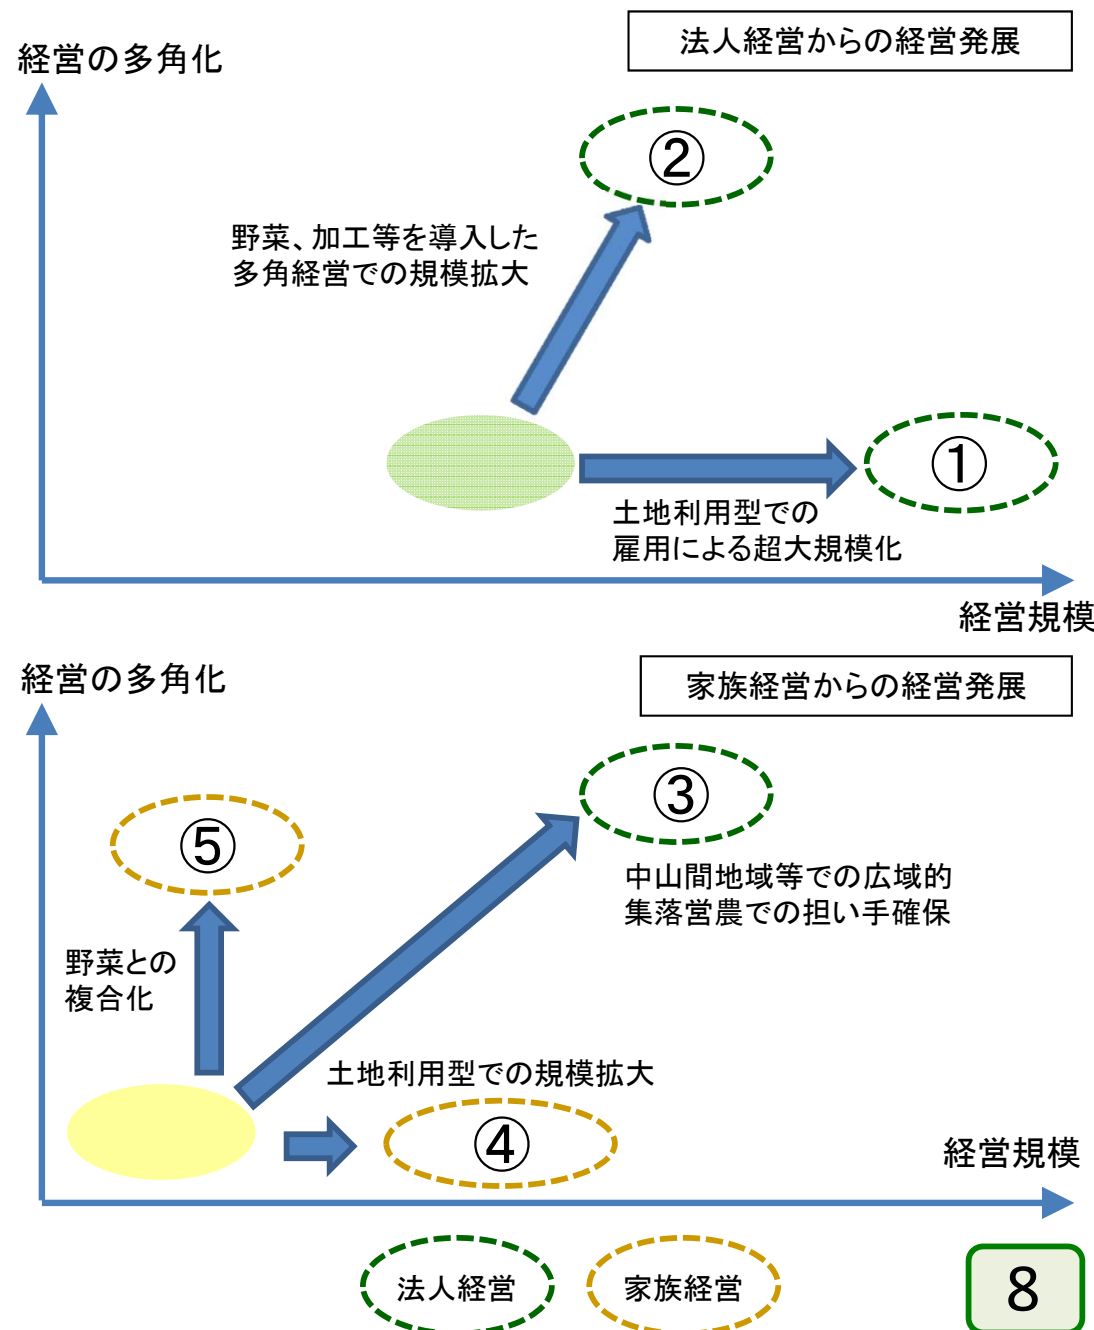 法人経営からの経営発展
経営の多角化
②
野菜、加工等を導入した
多角経営での規模拡大
①
土地利用型での
雇用による超大規模化
経営規模
経営の多角化
家族経営からの経営発展
③
⑤
中山間地域等での広域的
集落営農での担い手確保
野菜との
複合化
土地利用型での規模拡大
④
経営規模
法人経営
家族経営
8